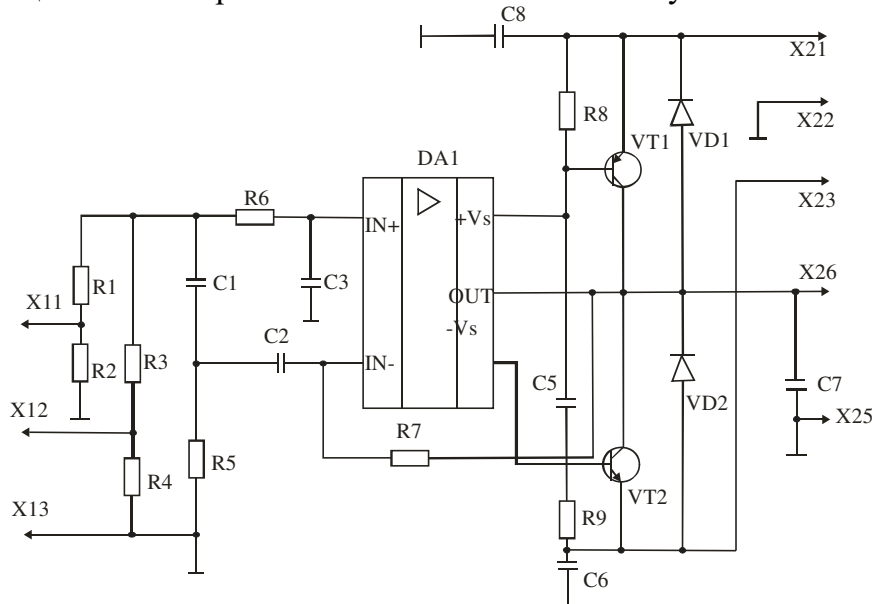 C8
X21
R8
X22
VT1
VD1
DA1
R6
X23
IN+
+Vs
R1
C1
C3
X26
X11
OUT
C2
-Vs
R2
R3
IN-
C5
VD2
C7
X12
X25
R7
R5
R4
VT2
X13
R9
C6